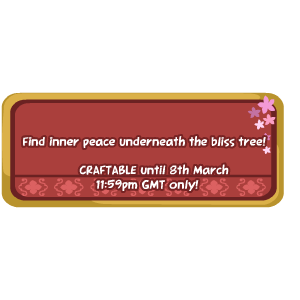 Find inner peace underneath the bliss tree!
CRAFTABLE until 8th March
11:59pm GMT only!